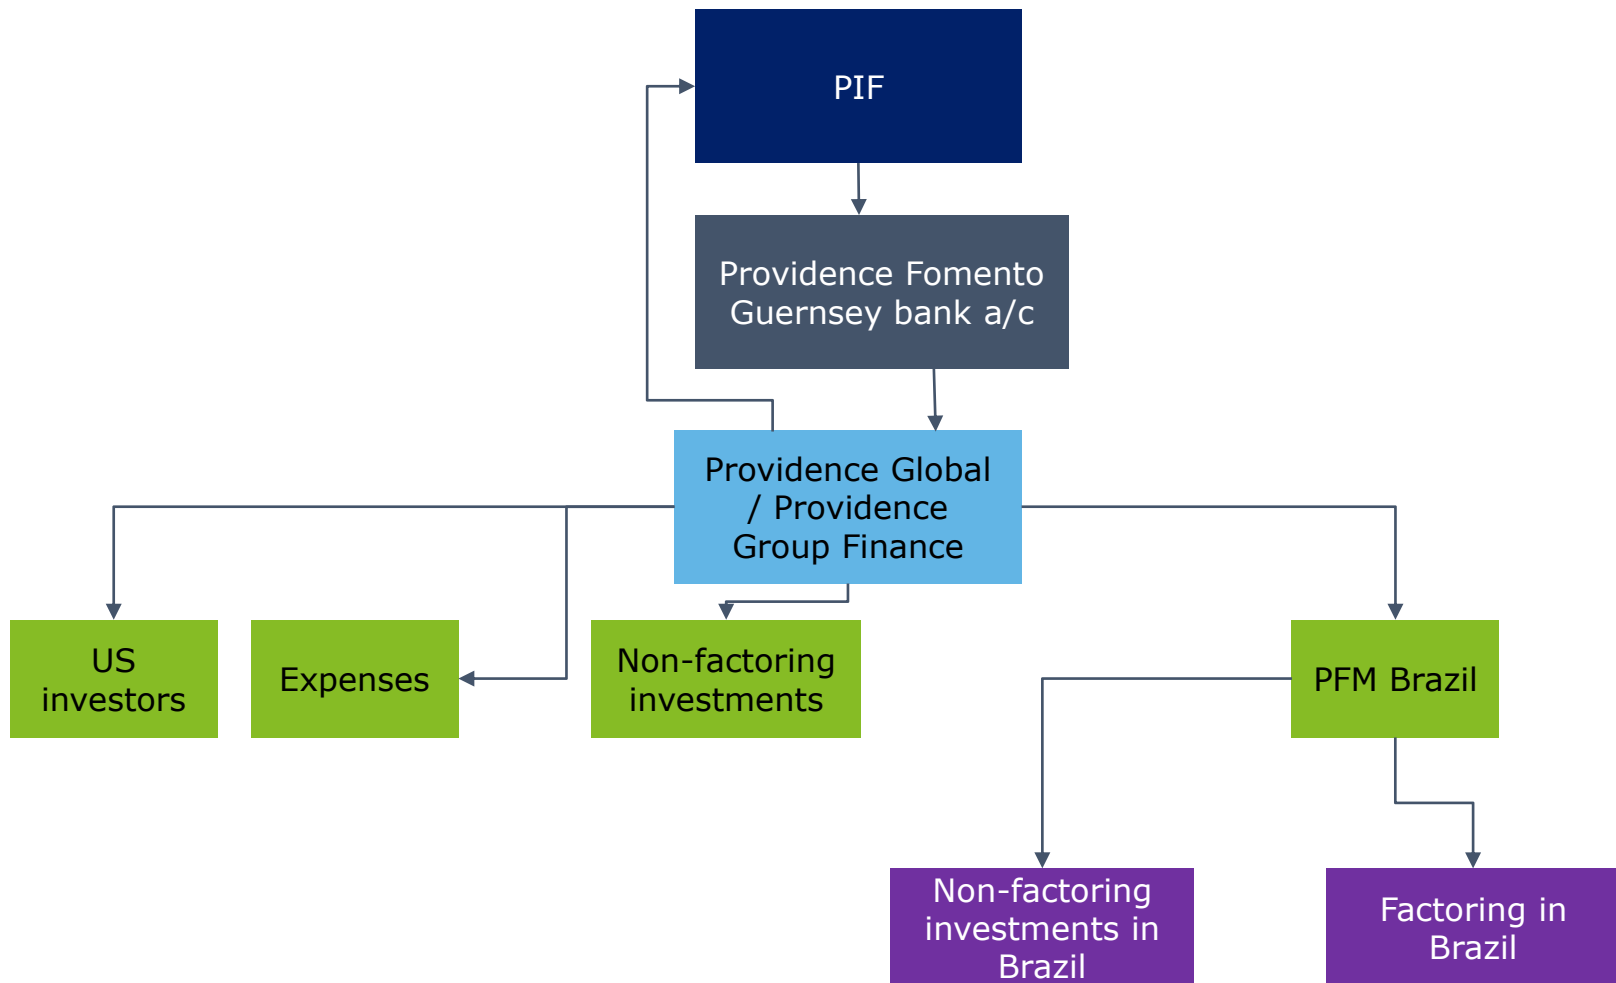 PIF
Providence Fomento
Guernsey bank a/c
Providence Global
/ Providence
Group Finance
US
investors
Expenses
Non-factoring
investments
PFM Brazil
Non-factoring
investments in
Brazil
Factoring in
Brazil